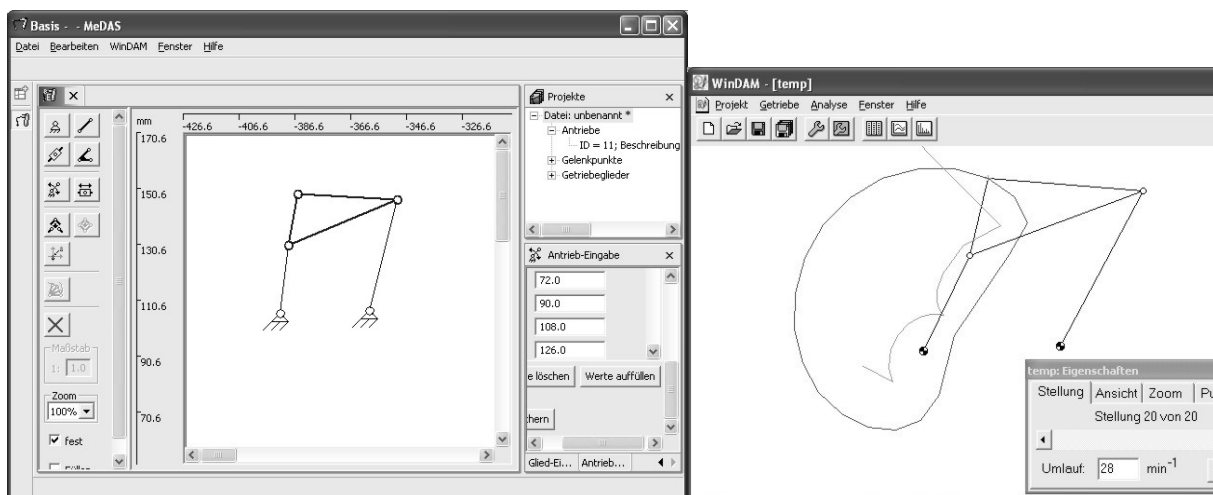 Basis - - MeDAS
Datei Bearbeiten WinDAM Fenster Hilfe
mm
-426.6 -406.6 -386.6 -366.6 -346.6 -326.6
170.6
150.6
130.6
110.6
90.6
70.6
Maßstab
1: 1.0
Zoom
100%
fest
Projekte
Datei: unbenannt *
Antriebe
ID = 11; Beschreibung
Gelenkpunkte
Getriebeglieder
Antrieb-Eingabe
72.0
90.0
108.0
126.0
e löschen Werte auffüllen
hern
Glied-Ei... Antrieb...
WinDAM - [temp]
Projekt Getriebe Analyse Fenster Hilfe
temp: Eigenschaften
Stellung Ansicht Zoom Pu
Stellung 20 von 20
Umlauf: 28 min-1